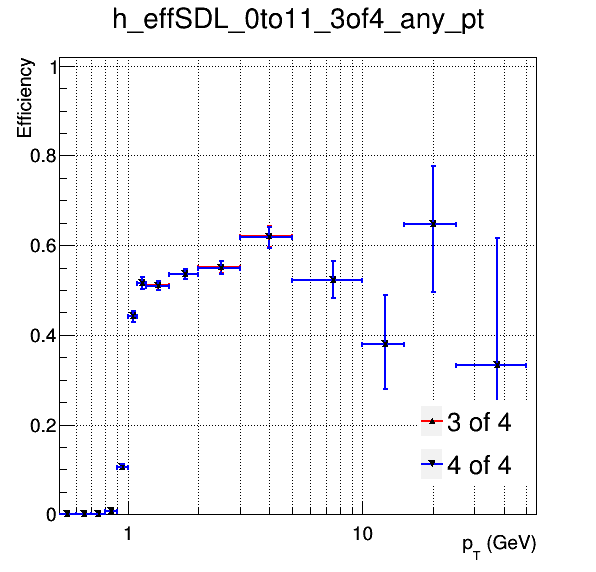 h_effSDL_0to11_3of4_any_pt
Efficiency
1
0.8
0.6
0.4
0.2
0
1
10
p_T (GeV)
3 of 4
4 of 4